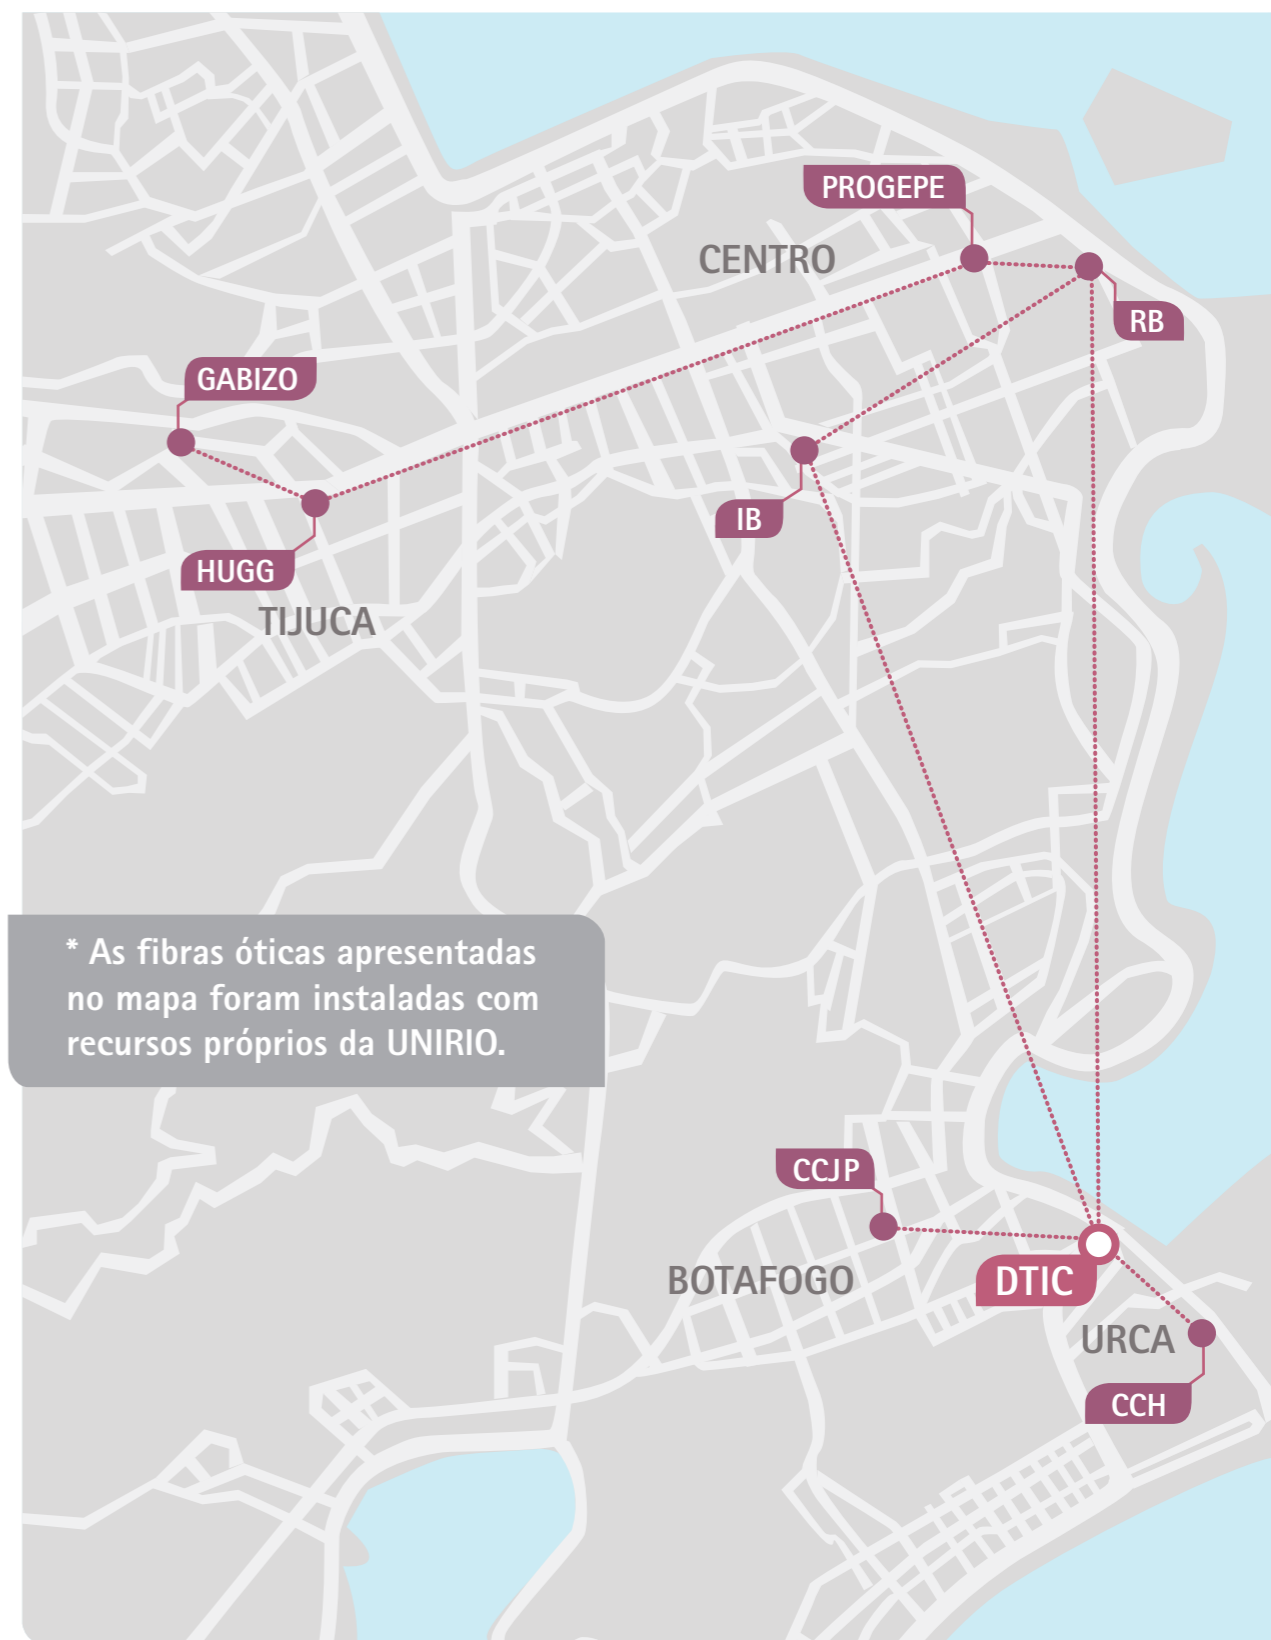 PROGEPE
CENTRO
RB
GABIZO
IB
HUGG
TIJUCA
* As fibras óticas apresentadas
no mapa foram instaladas com
recursos próprios da UNIRIO.
CCJP
BOTAFOGO
DTIC
URCA
CCH